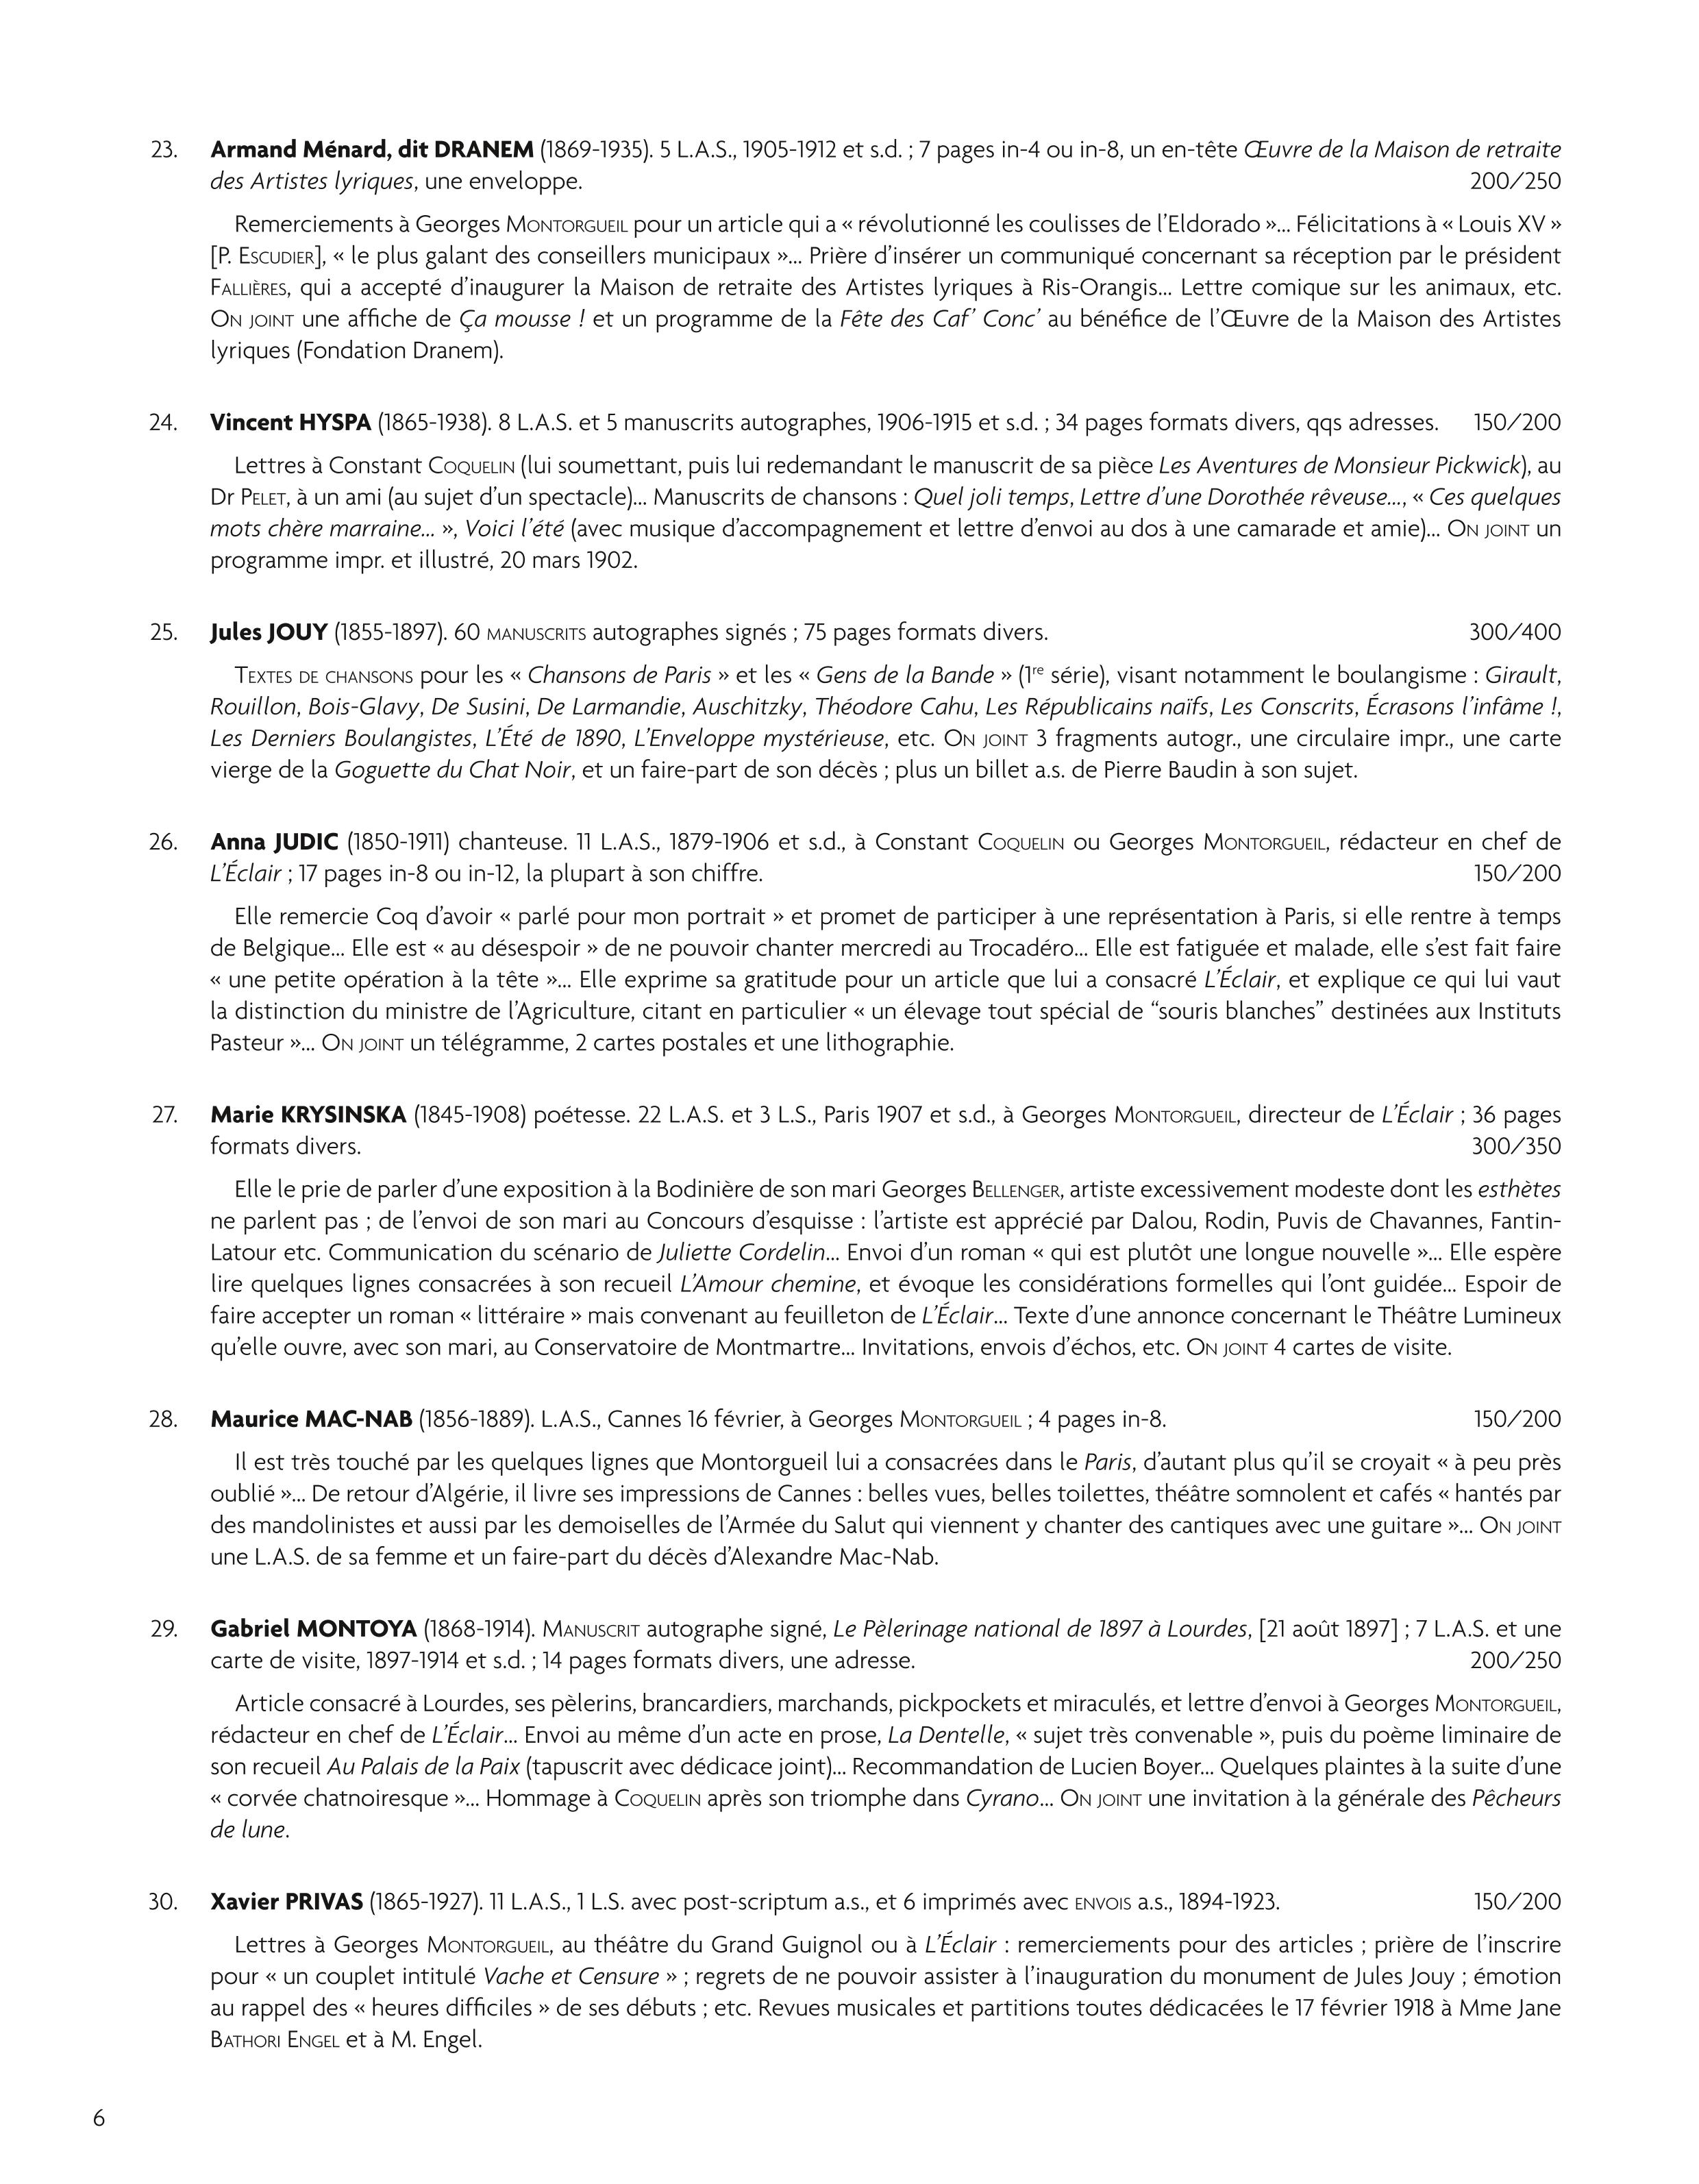 23. Armand Ménard, dit DRANEM (1869-1935). 5 L.A.S., 1905-1912 et s.d. ; 7 pages in-4 ou in-8, un en-tête Œuvre de la Maison de retraite
des Artistes lyriques, une enveloppe. 200/250
Remerciements à Georges Montorgueil pour un article qui a « révolutionné les coulisses de l’Eldorado »... Félicitations à « Louis XV »
[P. Escudier], « le plus galant des conseillers municipaux »... Prière d’insérer un communiqué concernant sa réception par le président
Fallières, qui a accepté d’inaugurer la Maison de retraite des Artistes lyriques à Ris-Orangis... Lettre comique sur les animaux, etc.
On joint une affiche de Ça mousse ! et un programme de la Fête des Caf’ Conc’ au bénéfice de l’Œuvre de la Maison des Artistes
lyriques (Fondation Dranem).
24. Vincent HYSPA (1865-1938). 8 L.A.S. et 5 manuscrits autographes, 1906-1915 et s.d. ; 34 pages formats divers, qqs adresses. 150/200
Lettres à Constant Coquelin (lui soumettant, puis lui redemandant le manuscrit de sa pièce Les Aventures de Monsieur Pickwick), au
Dr Pelet, à un ami (au sujet d’un spectacle)... Manuscrits de chansons : Quel joli temps, Lettre d’une Dorothée rêveuse..., « Ces quelques
mots chère marraine... », Voici l’été (avec musique d’accompagnement et lettre d’envoi au dos à une camarade et amie)... On joint un
programme impr. et illustré, 20 mars 1902.
25. Jules JOUY (1855-1897). 60 manuscrits autographes signés ; 75 pages formats divers. 300/400
Textes de chansons pour les « Chansons de Paris » et les « Gens de la Bande » (1re série), visant notamment le boulangisme : Girault,
Rouillon, Bois-Glavy, De Susini, De Larmandie, Auschitzky, Théodore Cahu, Les Républicains naïfs, Les Conscrits, Écrasons l’infâme !,
Les Derniers Boulangistes, L’Été de 1890, L’Enveloppe mystérieuse, etc. On joint 3 fragments autogr., une circulaire impr., une carte
vierge de la Goguette du Chat Noir, et un faire-part de son décès ; plus un billet a.s. de Pierre Baudin à son sujet.
26. Anna JUDIC (1850-1911) chanteuse. 11 L.A.S., 1879-1906 et s.d., à Constant Coquelin ou Georges Montorgueil, rédacteur en chef de
L’Éclair ; 17 pages in-8 ou in-12, la plupart à son chiffre. 150/200
Elle remercie Coq d’avoir « parlé pour mon portrait » et promet de participer à une représentation à Paris, si elle rentre à temps
de Belgique... Elle est « au désespoir » de ne pouvoir chanter mercredi au Trocadéro... Elle est fatiguée et malade, elle s’est fait faire
« une petite opération à la tête »... Elle exprime sa gratitude pour un article que lui a consacré L’Éclair, et explique ce qui lui vaut
la distinction du ministre de l’Agriculture, citant en particulier « un élevage tout spécial de “souris blanches” destinées aux Instituts
Pasteur »... On joint un télégramme, 2 cartes postales et une lithographie.
27. Marie KRYSINSKA (1845-1908) poétesse. 22 L.A.S. et 3 L.S., Paris 1907 et s.d., à Georges Montorgueil, directeur de L’Éclair ; 36 pages
formats divers. 300/350
Elle le prie de parler d’une exposition à la Bodinière de son mari Georges Bellenger, artiste excessivement modeste dont les esthètes
ne parlent pas ; de l’envoi de son mari au Concours d’esquisse : l’artiste est apprécié par Dalou, Rodin, Puvis de Chavannes, Fantin-
Latour etc. Communication du scénario de Juliette Cordelin... Envoi d’un roman « qui est plutôt une longue nouvelle »... Elle espère
lire quelques lignes consacrées à son recueil L’Amour chemine, et évoque les considérations formelles qui l’ont guidée... Espoir de
faire accepter un roman « littéraire » mais convenant au feuilleton de L’Éclair... Texte d’une annonce concernant le Théâtre Lumineux
qu’elle ouvre, avec son mari, au Conservatoire de Montmartre... Invitations, envois d’échos, etc. On joint 4 cartes de visite.
28. Maurice MAC-NAB (1856-1889). L.A.S., Cannes 16 février, à Georges Montorgueil ; 4 pages in-8. 150/200
Il est très touché par les quelques lignes que Montorgueil lui a consacrées dans le Paris, d’autant plus qu’il se croyait « à peu près
oublié »... De retour d’Algérie, il livre ses impressions de Cannes : belles vues, belles toilettes, théâtre somnolent et cafés « hantés par
des mandolinistes et aussi par les demoiselles de l’Armée du Salut qui viennent y chanter des cantiques avec une guitare »... On joint
une L.A.S. de sa femme et un faire-part du décès d’Alexandre Mac-Nab.
29. Gabriel MONTOYA (1868-1914). Manuscrit autographe signé, Le Pèlerinage national de 1897 à Lourdes, [21 août 1897] ; 7 L.A.S. et une
carte de visite, 1897-1914 et s.d. ; 14 pages formats divers, une adresse. 200/250
Article consacré à Lourdes, ses pèlerins, brancardiers, marchands, pickpockets et miraculés, et lettre d’envoi à Georges Montorgueil,
rédacteur en chef de L’Éclair... Envoi au même d’un acte en prose, La Dentelle, « sujet très convenable », puis du poème liminaire de
son recueil Au Palais de la Paix (tapuscrit avec dédicace joint)... Recommandation de Lucien Boyer... Quelques plaintes à la suite d’une
« corvée chatnoiresque »... Hommage à Coquelin après son triomphe dans Cyrano... On joint une invitation à la générale des Pêcheurs
de lune.
30. Xavier PRIVAS (1865-1927). 11 L.A.S., 1 L.S. avec post-scriptum a.s., et 6 imprimés avec envois a.s., 1894-1923. 150/200
Lettres à Georges Montorgueil, au théâtre du Grand Guignol ou à L’Éclair : remerciements pour des articles ; prière de l’inscrire
pour « un couplet intitulé Vache et Censure » ; regrets de ne pouvoir assister à l’inauguration du monument de Jules Jouy ; émotion
au rappel des « heures difficiles » de ses débuts ; etc. Revues musicales et partitions toutes dédicacées le 17 février 1918 à Mme Jane
Bathori Engel et à M. Engel.
6